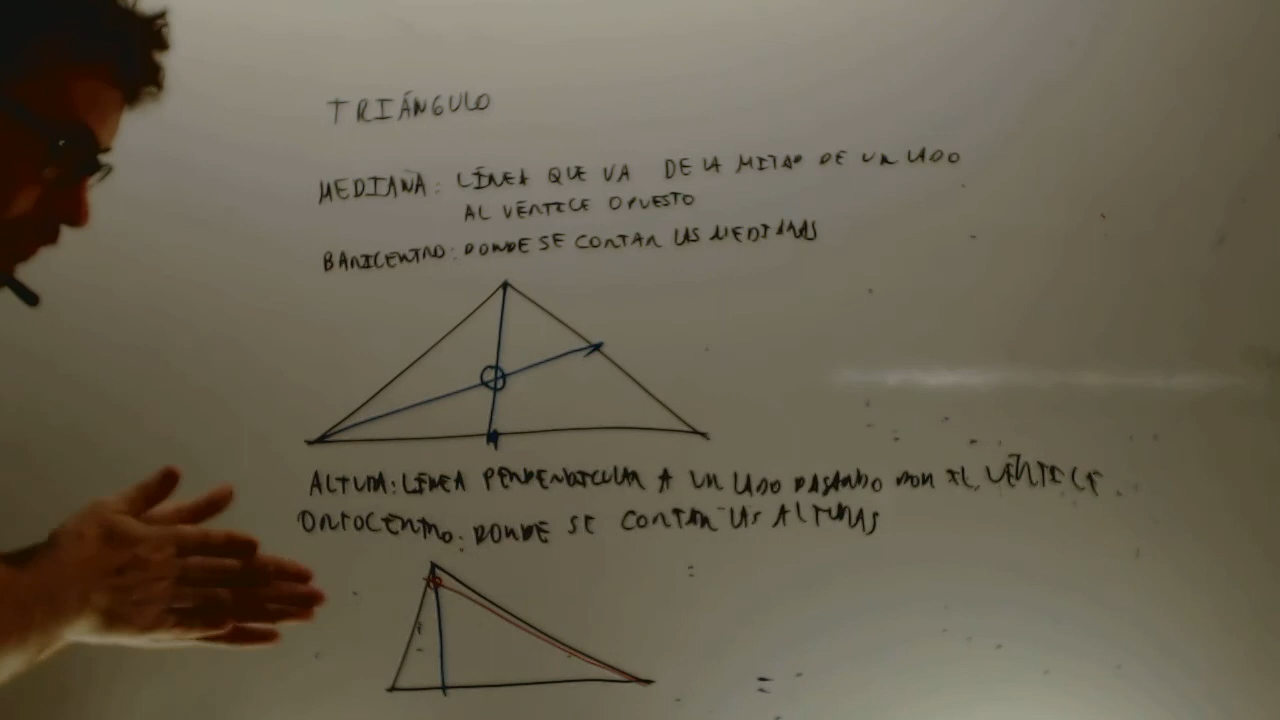 TRIÁNGULO
MEDIANA: LÍNEA QUE VA DE LA MITAD DE UN LADO
AL VÉRTICE OPUESTO
BARICENTRO: DONDE SE CORTAN LAS MEDIANAS
ALTURA: LÍNEA PERPENDICULAR A UN LADO PASANDO POR EL VÉRTICE
ORTOCENTRO: DONDE SE CORTAN LAS ALTURAS